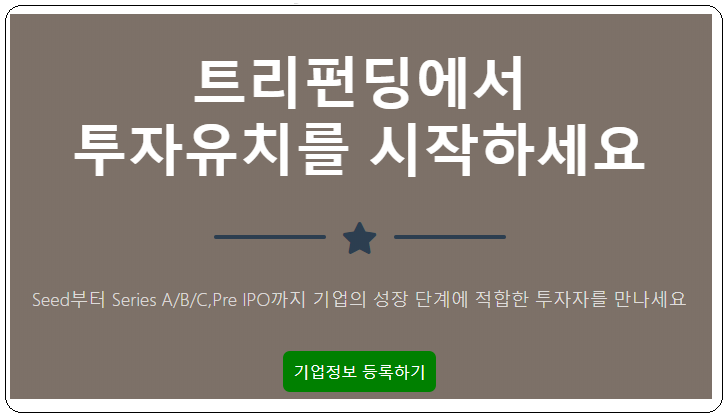 트리펀딩에서
투자유치를 시작하세요
Seed부터 Series A/B/C,Pre IPO까지 기업의 성장 단계에 적합한 투자자를 만나세요
기업정보 등록하기